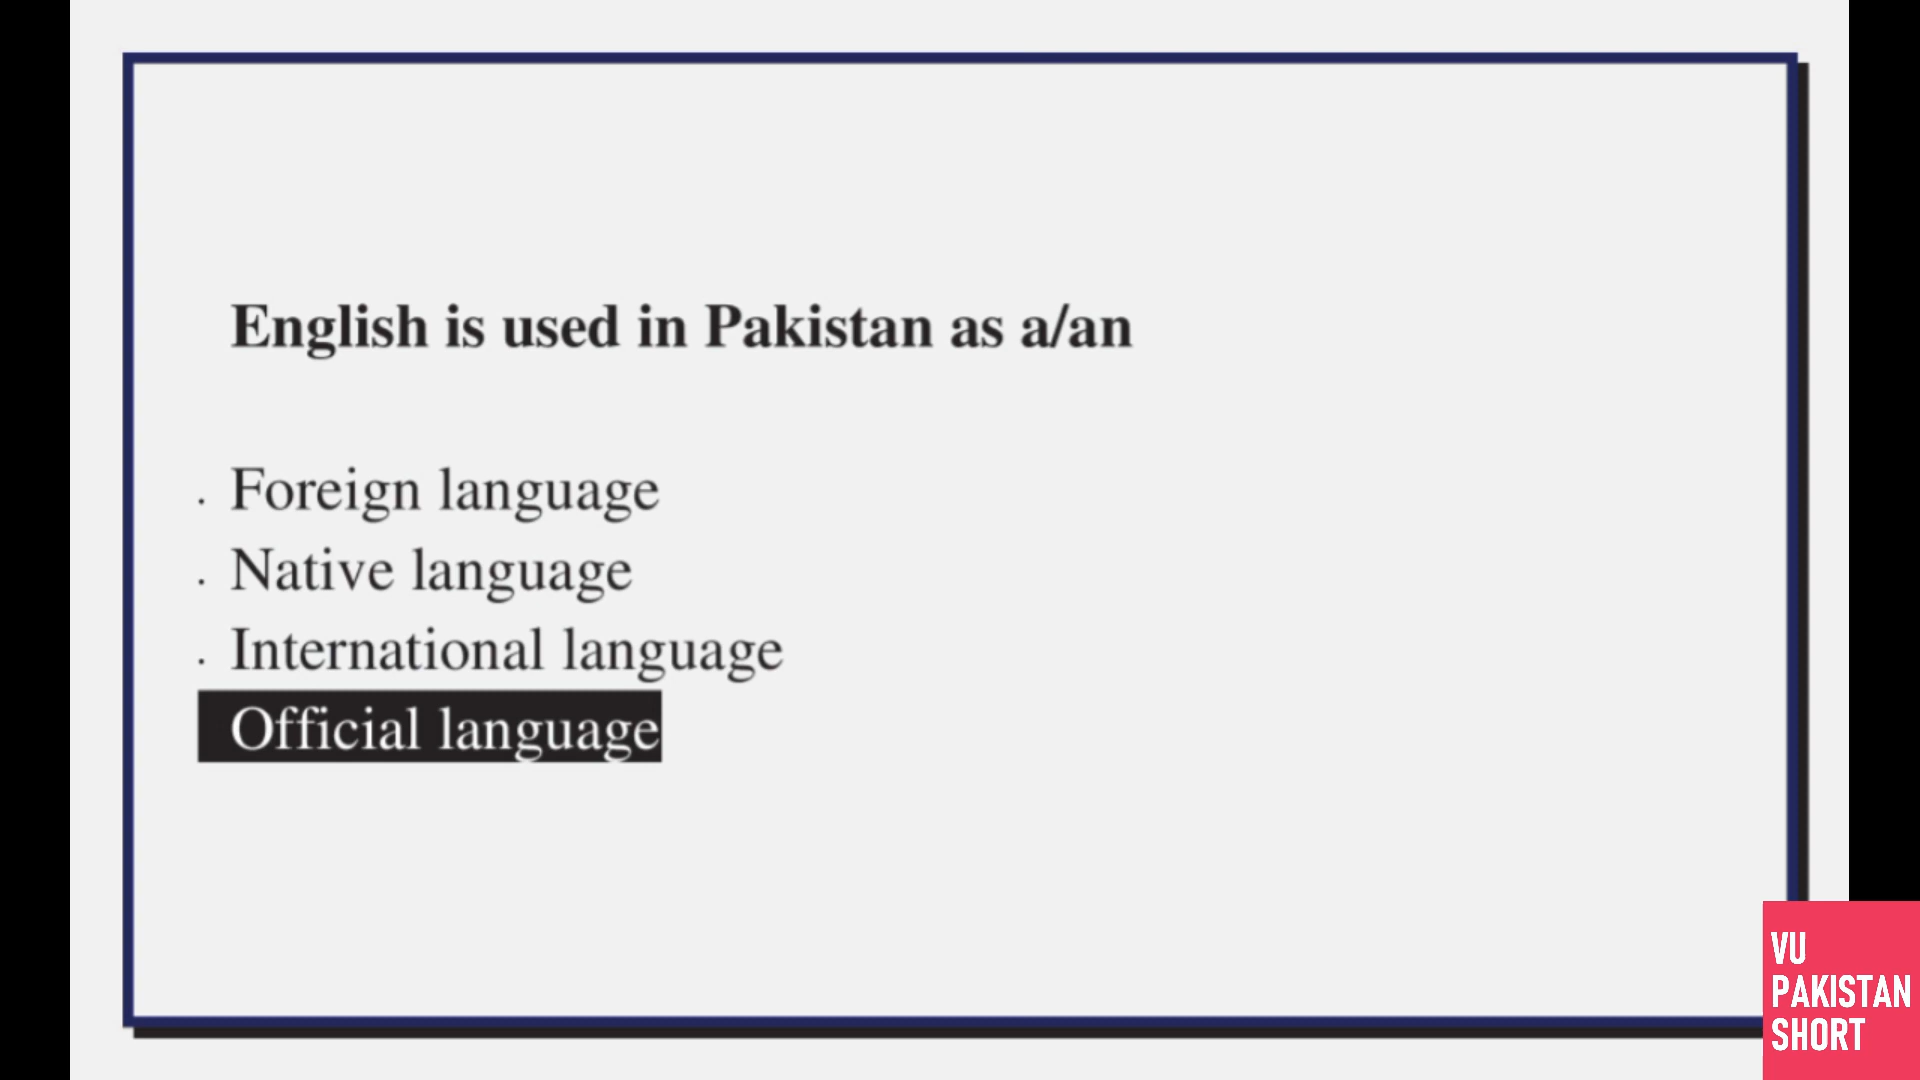 English is used in Pakistan as a/an
. Foreign language
. Native language
. International language
Official language
VU
PAKISTAN
SHORT